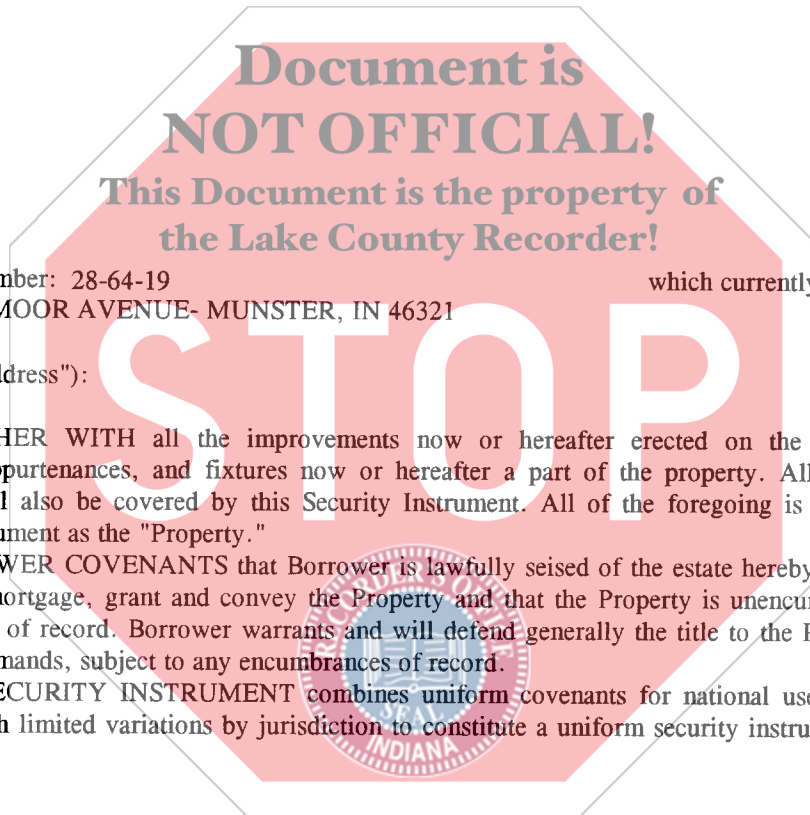 Document is
NOT OFFICIAL!
This Document is the property of
the Lake County Recorder!
mber: 28-64-19 which currently
MOOR AVENUE- MUNSTER, IN 46321
ddress"):
HER WITH all the improvements now or hereafter erected on the
ppurtenances, and fixtures now or hereafter a part of the property. All
l also be covered by this Security Instrument. All of the foregoing is
ument as the "Property."
WER COVENANTS that Borrower is lawfully seised of the estate hereby
mortgage, grant and convey the Property and that the Property is unencu
of record. Borrower warrants and will defend generally the title to the
mands, subject to any encumbrances of record.
ECURITY INSTRUMENT combines uniform covenants for national use
h limited variations by jurisdiction to constitute a uniform security instru
STOP
RECORDER'S OFFICE
SEAL
INDIANA